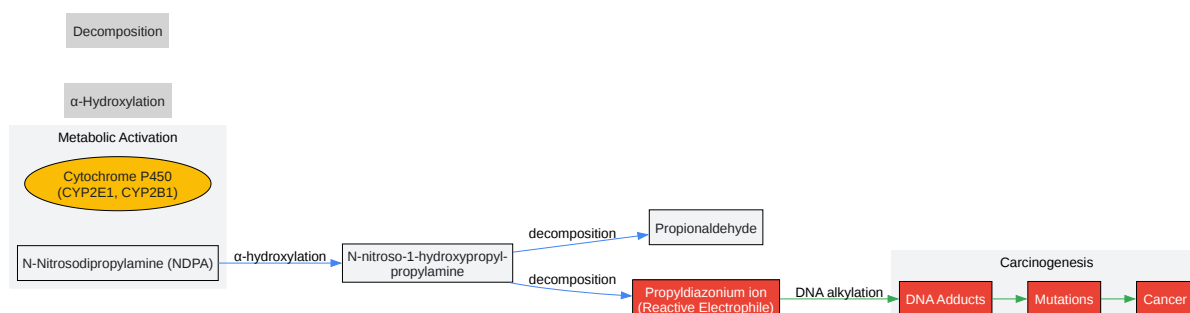 Decomposition
α-Hydroxylation
Metabolic Activation
Cytochrome P450
(CYP2E1, CYP2B1)
N-Nitrosodipropylamine (NDPA)
α-hydroxylation
N-nitroso-1-hydroxypropyl-
propylamine
decomposition
Propionaldehyde
decomposition
Propyldiazonium ion
(Reactive Electrophile)
DNA alkylation
Carcinogenesis
DNA Adducts
Mutations
Cancer